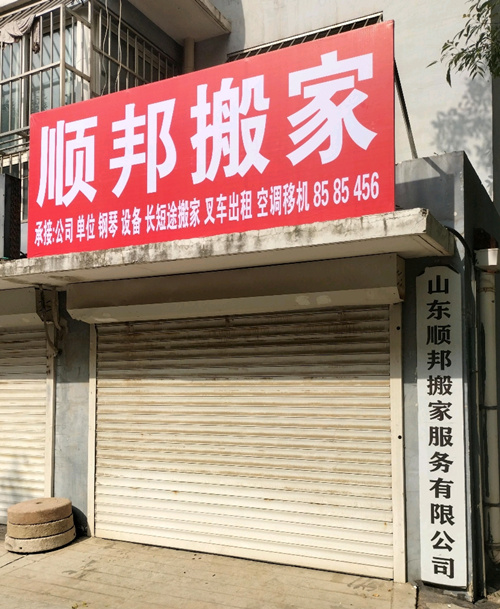 顺邦搬家
承接:公司 单位 钢琴 设备 长短途搬家 叉车出租 空调移机 85 85 456
山东顺邦搬家服务有限公司